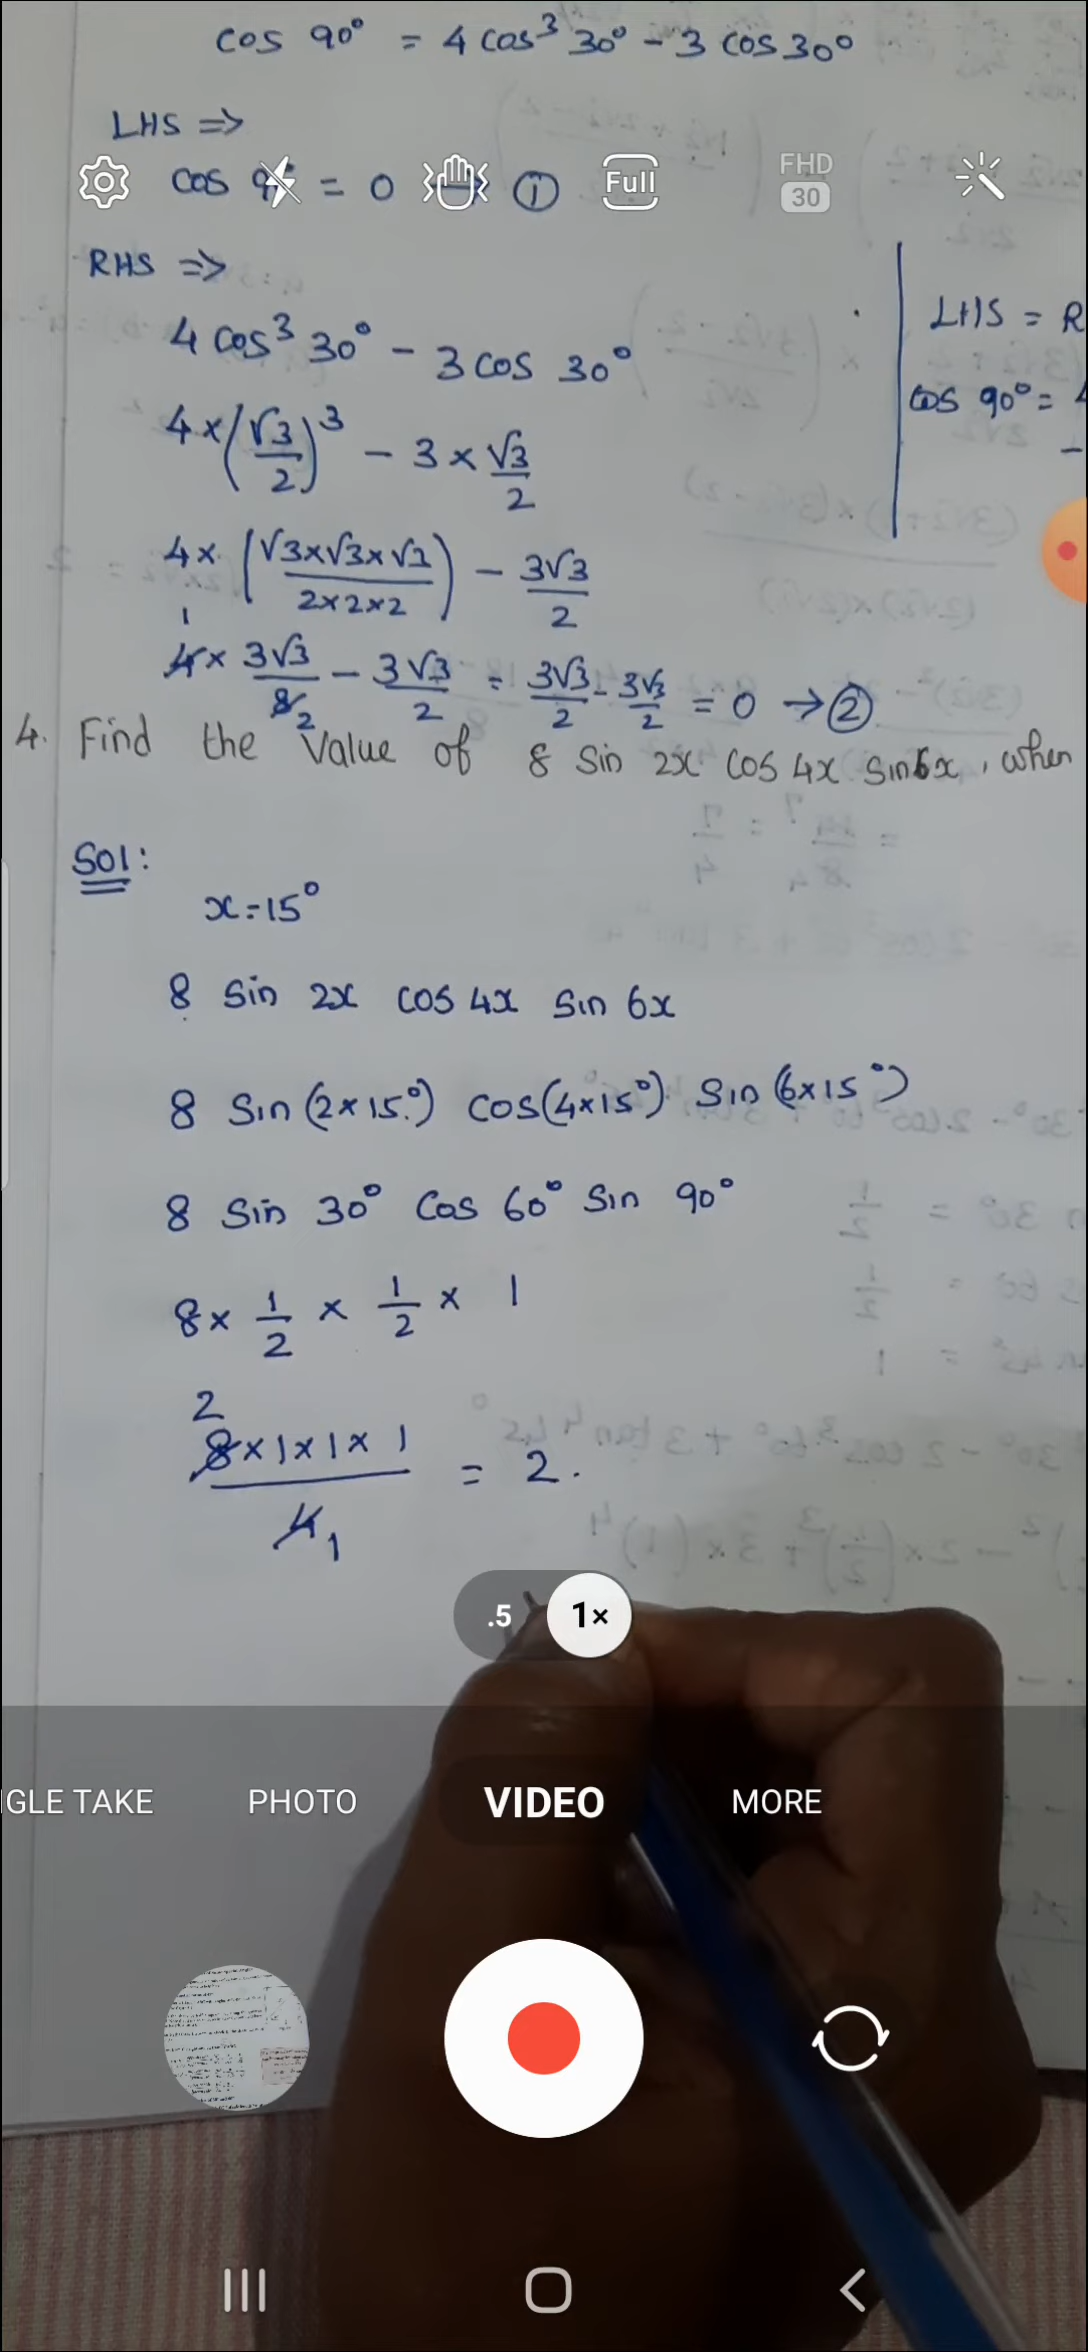 cos 90° = 4 cos³ 30° - 3 cos 30°
LHS =>
cos = 0 ①
Full
FHD
30
RHS =>
4 cos³ 30° - 3 cos 30°
4 × (√3/2)³ - 3 × √3/2
4 × (√3×√3×√3 / 2×2×2) - 3√3/2
1
4 × 3√3/8 2 - 3√3/2 = 3√3/2 - 3√3/2 = 0 → ②
LHS = R
cos 90° =
4. Find the Value of 8 sin 2x cos 4x sin 6x, when
Sol:
x = 15°
8 sin 2x cos 4x sin 6x
8 sin (2×15°) cos (4×15°) sin (6×15°)
8 sin 30° cos 60° sin 90°
8 × 1/2 × 1/2 × 1
2
8×1×1×1 / 4 1 = 2.
.5 1×
GLE TAKE PHOTO VIDEO MORE